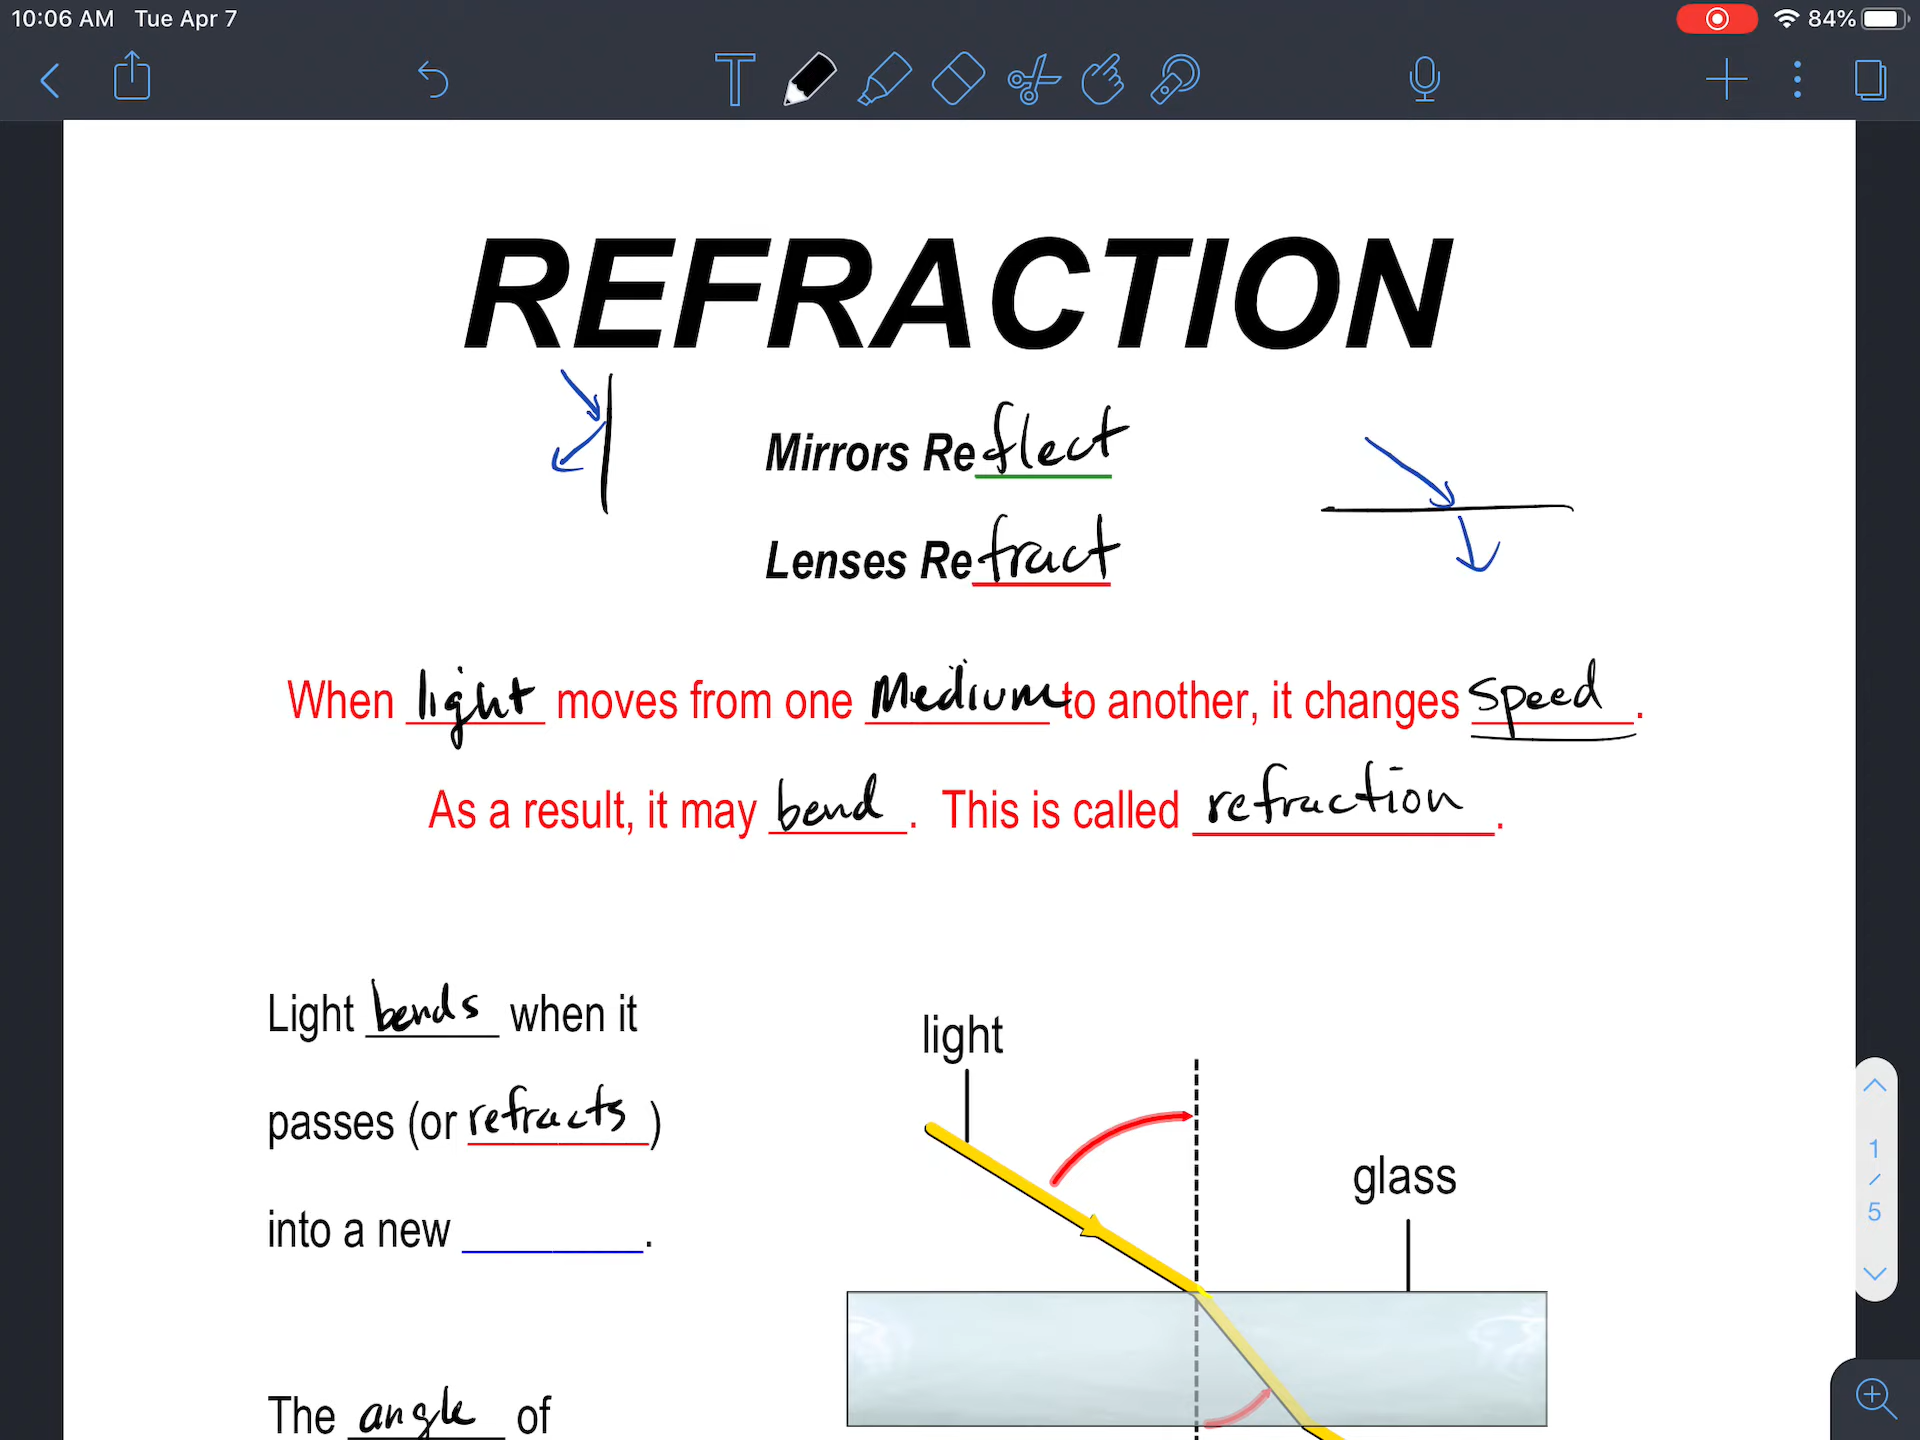 10:06 AM Tue Apr 7
84%
T
REFRACTION
Mirrors Reflect
Lenses Refract
When light moves from one Medium to another, it changes speed.
As a result, it may bend. This is called refraction.
Light bends when it
passes (or refracts)
into a new ______.
light
glass
The angle of
1
/
5